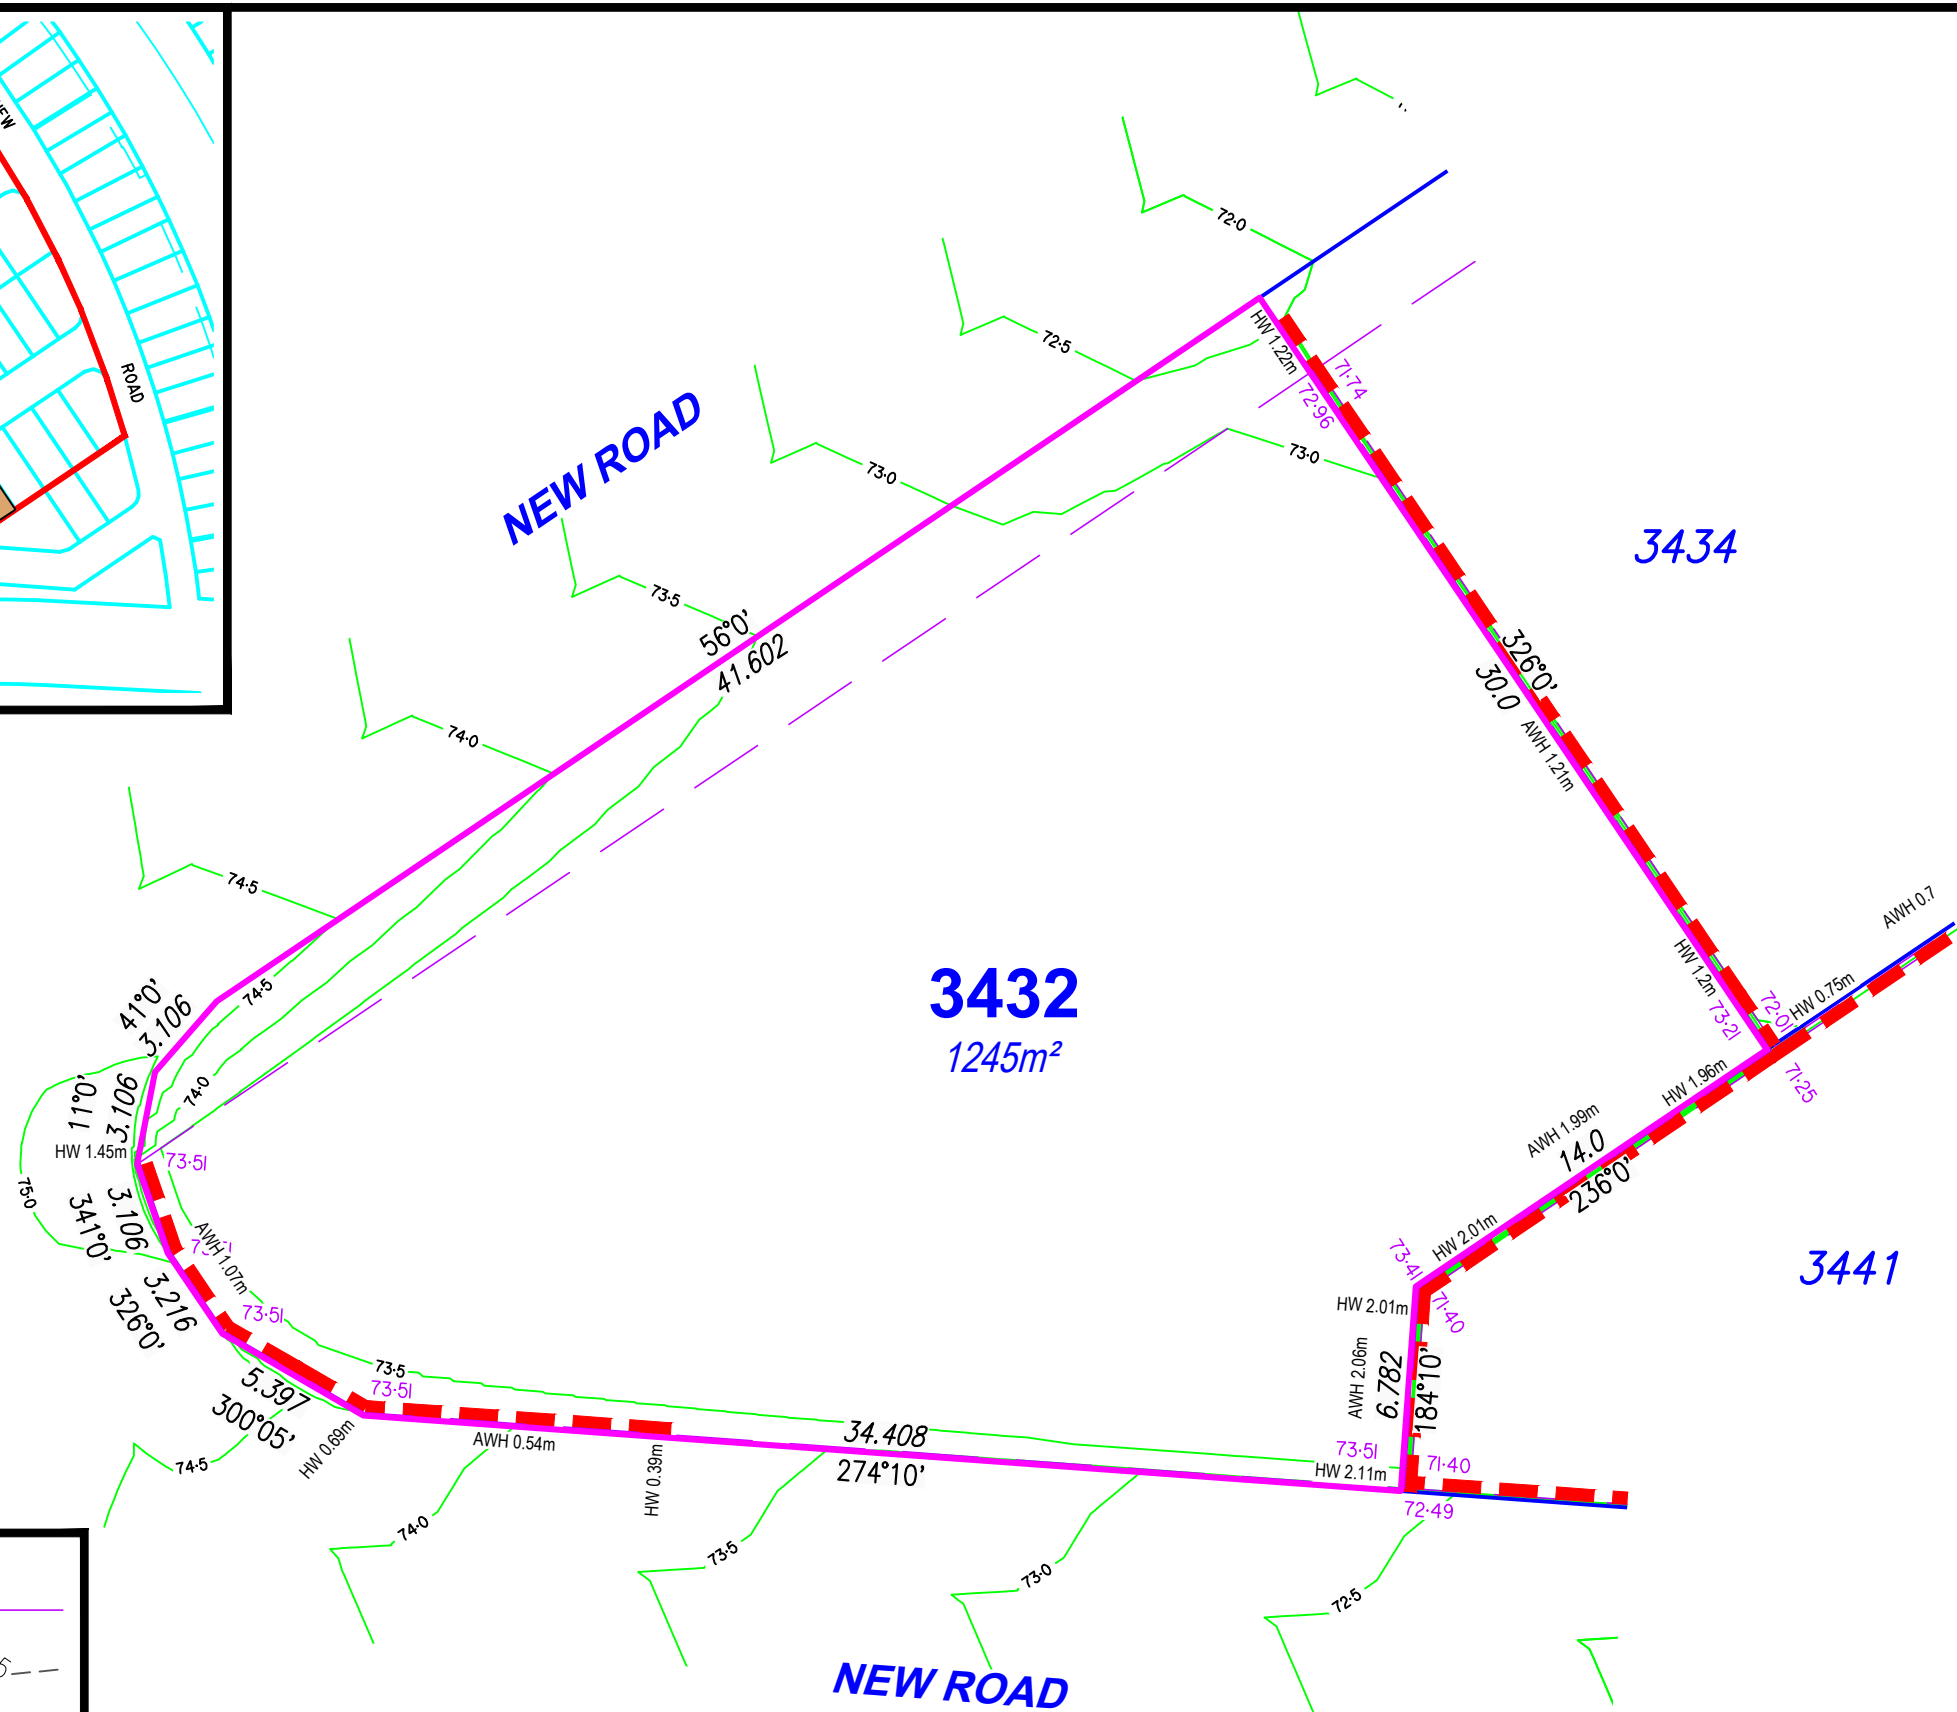 ROAD
72·0
72·5
73·0
73·0
73·5
74·0
74·5
NEW ROAD
HW 1.22m
71·74
72·96
3434
56°0'
41.602
326°0'
30.0
AWH 1.21m
AWH 0.7
HW 1.2m
73·21
72·01
HW 0.75m
71·25
3432
1245m²
41°0'
3.106
74·5
74·0
11°0'
3.106
HW 1.45m
73·51
75·0
3.106
341°0'
AWH 1.07m
3.216
326°0'
73·51
HW 1.96m
AWH 1.99m
14.0
236°0'
HW 2.01m
73·41
3441
HW 2.01m
71·40
AWH 2.06m
6.782
184°10'
73·5
73·51
5.397
300°05'
HW 0.69m
AWH 0.54m
HW 0.39m
34.408
274°10'
73·51
HW 2.11m
71·40
72·49
74·5
74·0
73·5
73·0
72·5
NEW ROAD